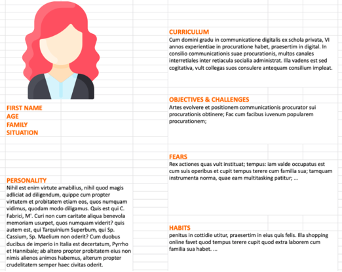 CURRICULUM
Cum domini gradu in communicatione digitalis ex schola privata, VI
annos experientiae in procuratione habet, praesertim in digital. In
consilio communicationis suae procurationis, multos canales
interretiales inter retiacula socialia administrat. Illa vadens est sed
cogitativa, vult collegas suos consulere antequam consilium impleat.
OBJECTIVES & CHALLENGES
Artes evolvere et positionem communicationis procurator sui
procurationis obtinere; Fac cum facibus iuvenum popularem
procurationem;
FIRST NAME
AGE
FAMILY
SITUATION
FEARS
Rex actiones quas vult instituat; tempus: iam valde occupatus est
cum suis operibus et cupit tempus terere cum familia sua; tamquam
instrumenta norma, quae eam multitasking patitur; ...
PERSONALITY
Nihil est enim virtute amabilius, nihil quod magis
adliciat ad diligendum, quippe cum propter
virtutem et probitatem etiam eos, quos numquam
vidimus, quodam modo diligamus. Quis est qui C.
Fabrici, M'. Curi non cum caritate aliqua benevola
memoriam usurpet, quos numquam viderit? quis
autem est, qui Tarquinium Superbum, qui Sp.
Cassium, Sp. Maelium non oderit? Cum duobus
ducibus de imperio in Italia est decertatum, Pyrrho
et Hannibale; ab altero propter probitatem eius non
nimis alienos animos habemus, alterum propter
crudelitatem semper haec civitas oderit.
HABITS
penitus in cotidie utitur, praesertim in eius quis felis. Illa shopping
online favet quod tempus terere cupit quod extra laborem cum
familia sua habet. ...